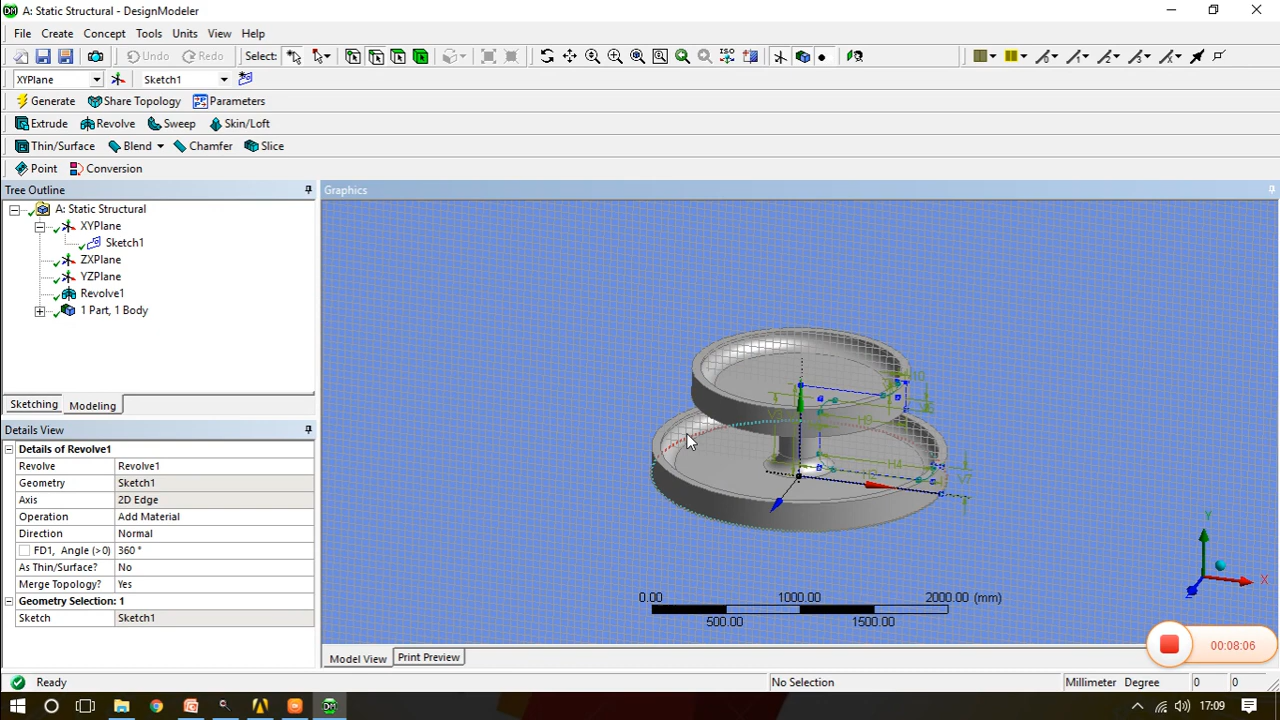 A: Static Structural - DesignModeler
File Create Concept Tools Units View Help
Undo Redo Select:
XYPlane Sketch1
Generate Share Topology Parameters
Extrude Revolve Sweep Skin/Loft
Thin/Surface Blend Chamfer Slice
Point Conversion
Tree Outline
A: Static Structural
XYPlane
Sketch1
ZXPlane
YZPlane
Revolve1
1 Part, 1 Body
Sketching Modeling
Details View
Details of Revolve1
Revolve Revolve1
Geometry Sketch1
Axis 2D Edge
Operation Add Material
Direction Normal
FD1, Angle (>0) 360 °
As Thin/Surface? No
Merge Topology? Yes
Geometry Selection: 1
Sketch Sketch1
Graphics
H4
V7
Y
X
Z
0.00 1000.00 2000.00 (mm)
500.00 1500.00
Model View Print Preview
00:08:06
Ready No Selection Millimeter Degree 0 0
17:09